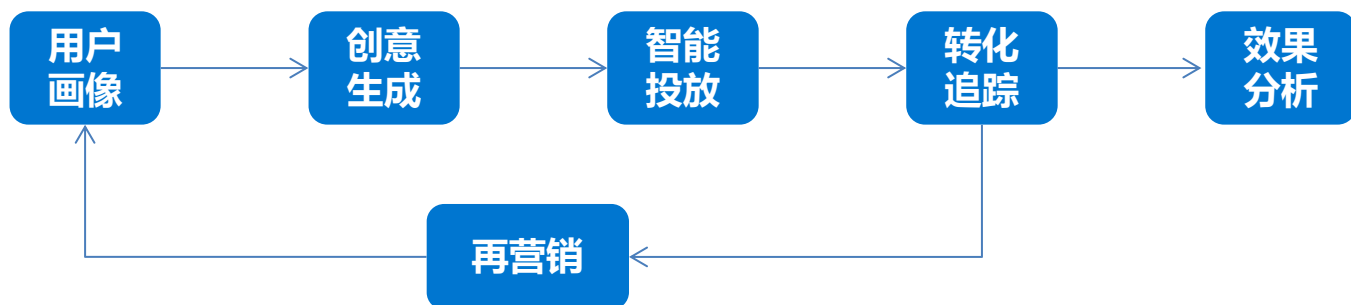 用户
画像
创意
生成
智能
投放
转化
追踪
效果
分析
再营销